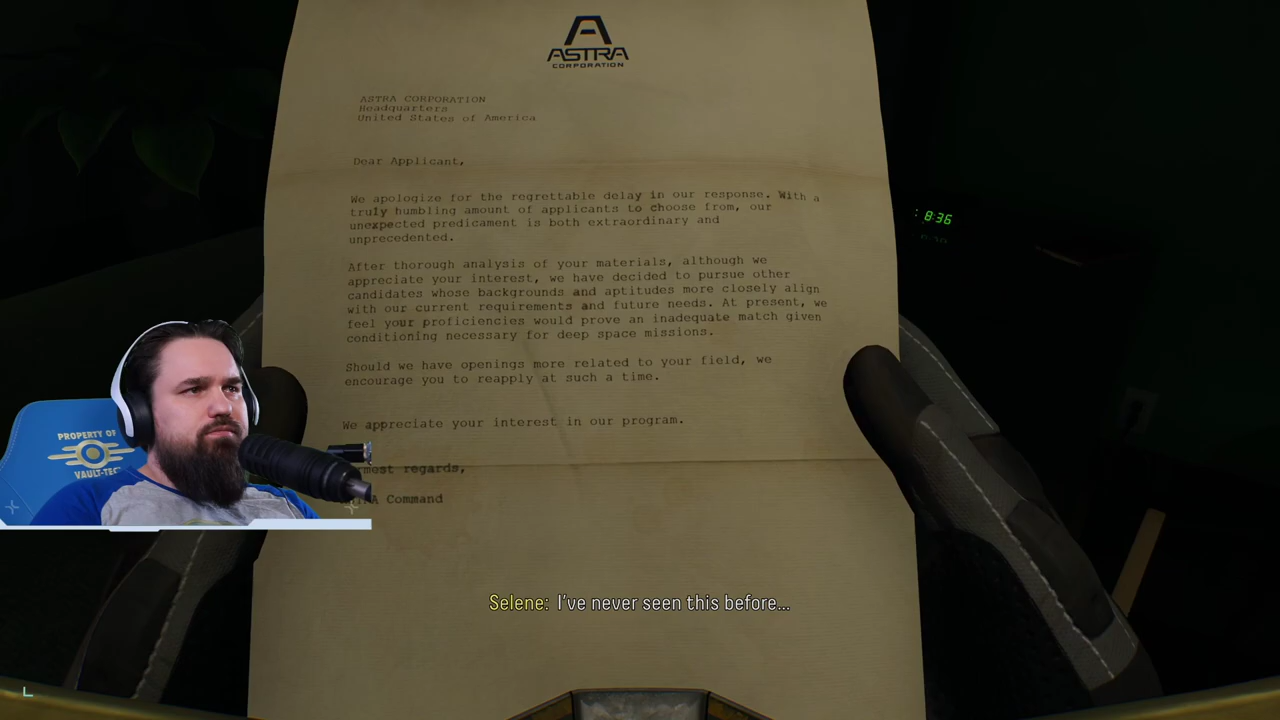 ASTRA
CORPORATION
ASTRA CORPORATION
Headquarters
United States of America
Dear Applicant,
We apologize for the regrettable delay in our response. With a
truly humbling amount of applicants to choose from, our
unexpected predicament is both extraordinary and
unprecedented.
After thorough analysis of your materials, although we
appreciate your interest, we have decided to pursue other
candidates whose backgrounds and aptitudes more closely align
with our current requirements and future needs. At present, we
feel your proficiencies would prove an inadequate match given
conditioning necessary for deep space missions.
Should we have openings more related to your field, we
encourage you to reapply at such a time.
We appreciate your interest in our program.
regards,
Command
: 8:36
PROPERTY OF
VAULT-TEC
Selene: I've never seen this before...